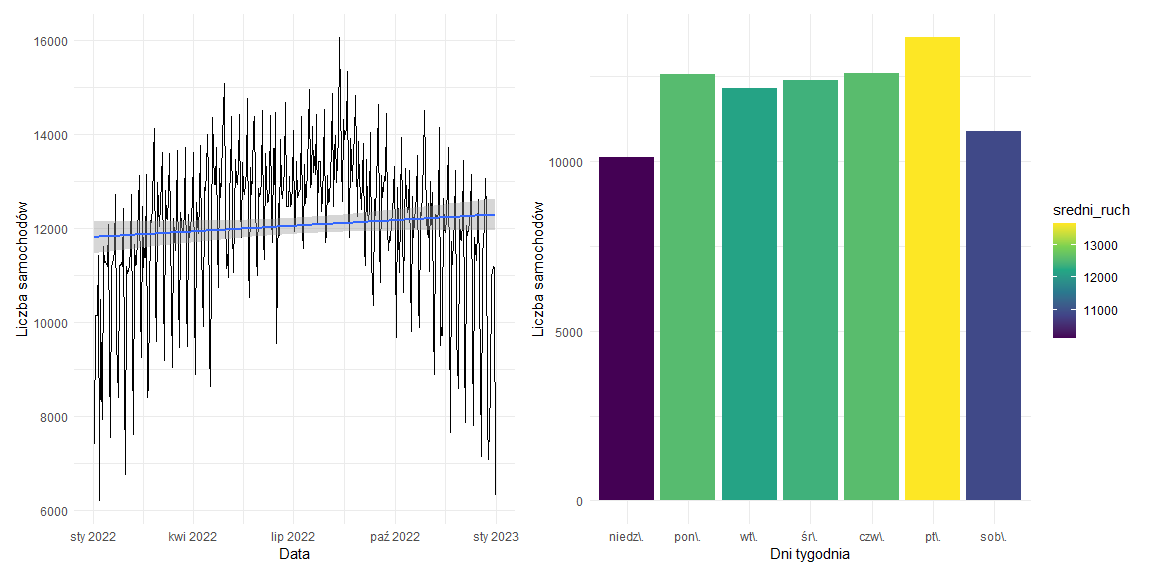 Liczba samochodów
16000
14000
12000
10000
8000
6000
sty 2022
kwi 2022
lip 2022
paź 2022
sty 2023
Data
Liczba samochodów
10000
5000
0
niedz\.
pon\.
wt\.
śr\.
czw\.
pt\.
sob\.
Dni tygodnia
sredni_ruch
13000
12000
11000